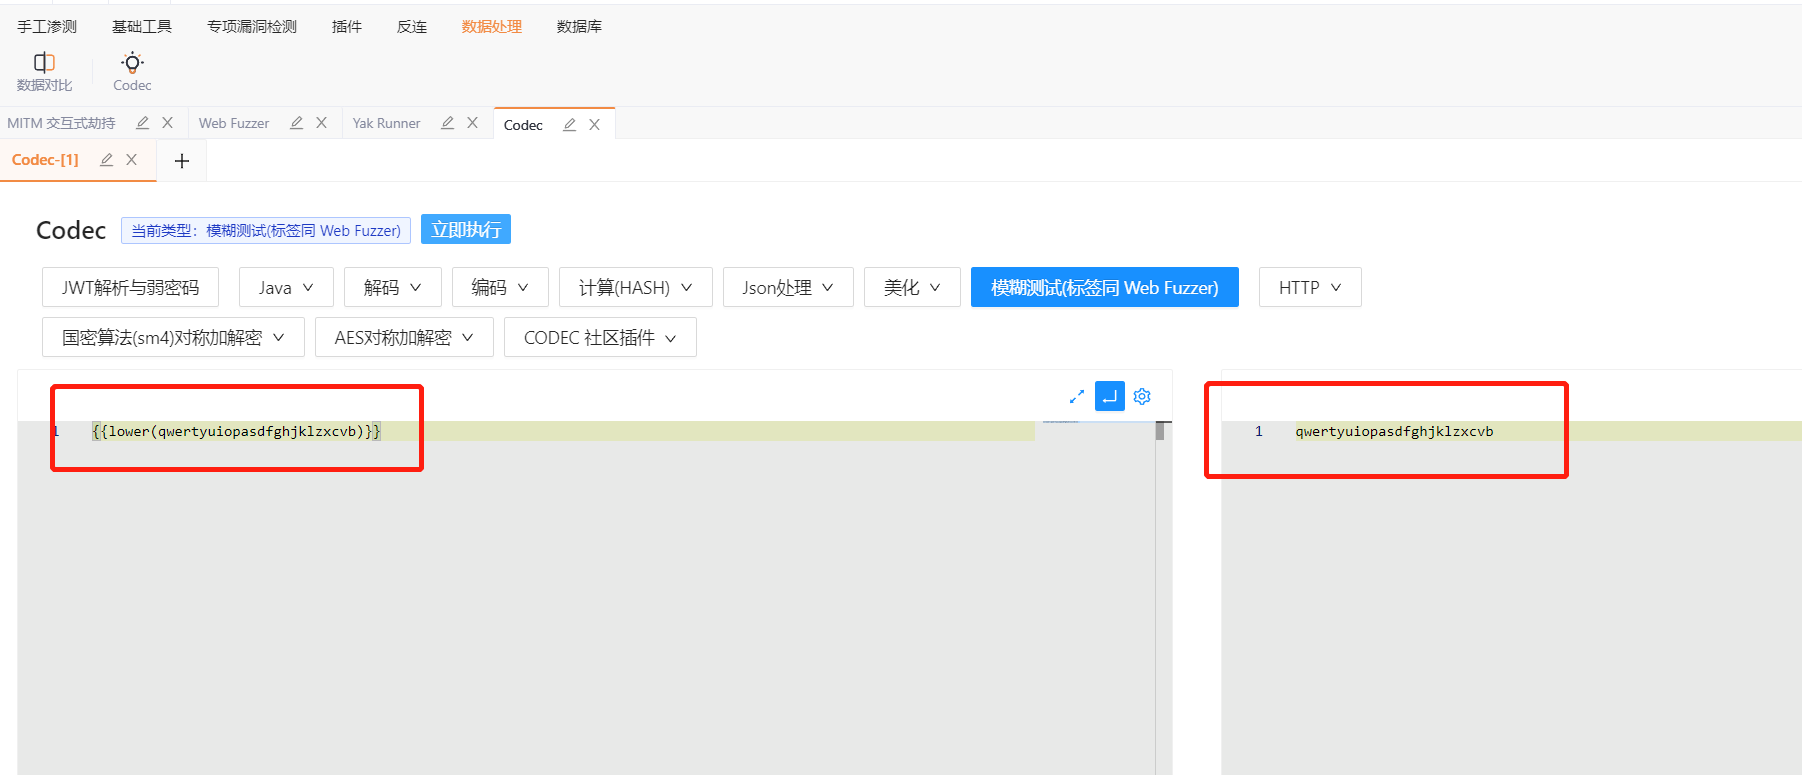 手工渗测 基础工具 专项漏洞检测 插件 反连 数据处理 数据库
数据对比 Codec
MITM 交互式劫持 Web Fuzzer Yak Runner Codec
Codec-[1]
Codec 当前类型：模糊测试(标签同 Web Fuzzer) 立即执行
JWT解析与弱密码 Java 解码 编码 计算(HASH) Json处理 美化 模糊测试(标签同 Web Fuzzer) HTTP
国密算法(sm4)对称加解密 AES对称加解密 CODEC 社区插件
1 {{lower(qwertyuiopasdfghjklzxcvb)}}
1 qwertyuiopasdfghjklzxcvb